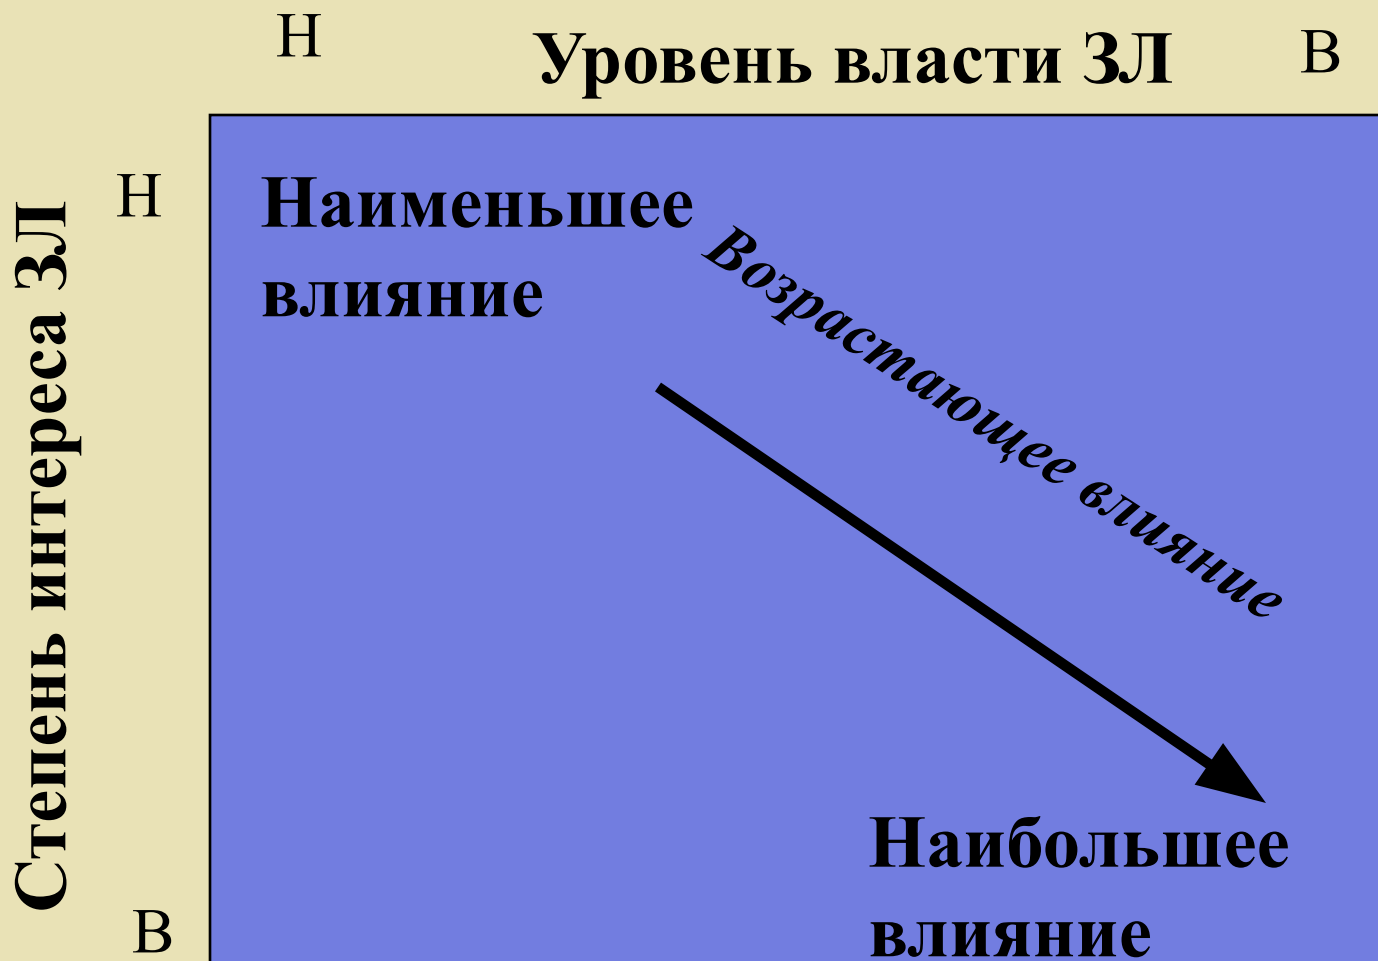 Н
Уровень власти ЗЛ
В
Степень интереса ЗЛ
Н
Наименьшее
влияние
Возрастающее влияние
Наибольшее
влияние
В